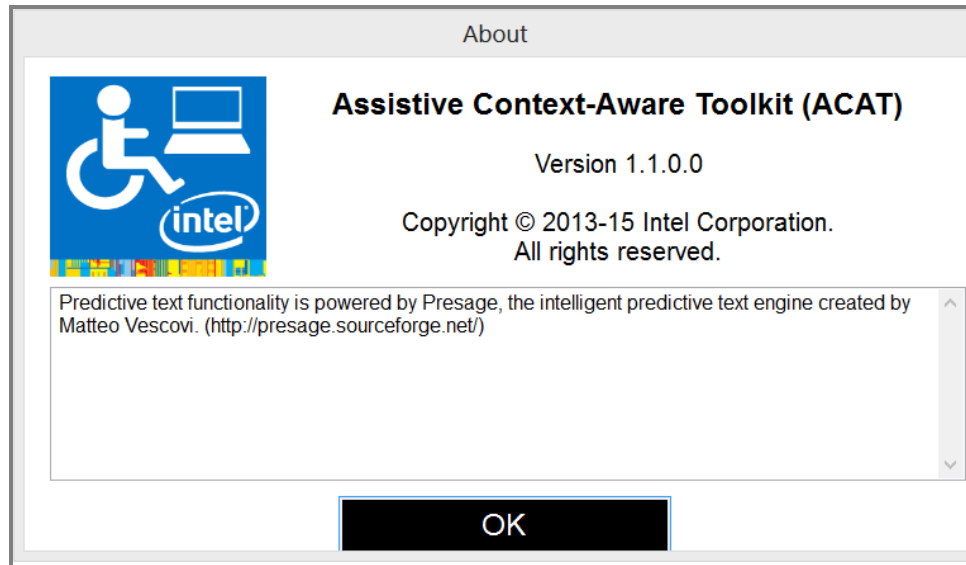 About
Assistive Context-Aware Toolkit (ACAT)
Version 1.1.0.0
Copyright © 2013-15 Intel Corporation.
All rights reserved.
intel
Predictive text functionality is powered by Presage, the intelligent predictive text engine created by
Matteo Vescovi. (http://presage.sourceforge.net/)
OK